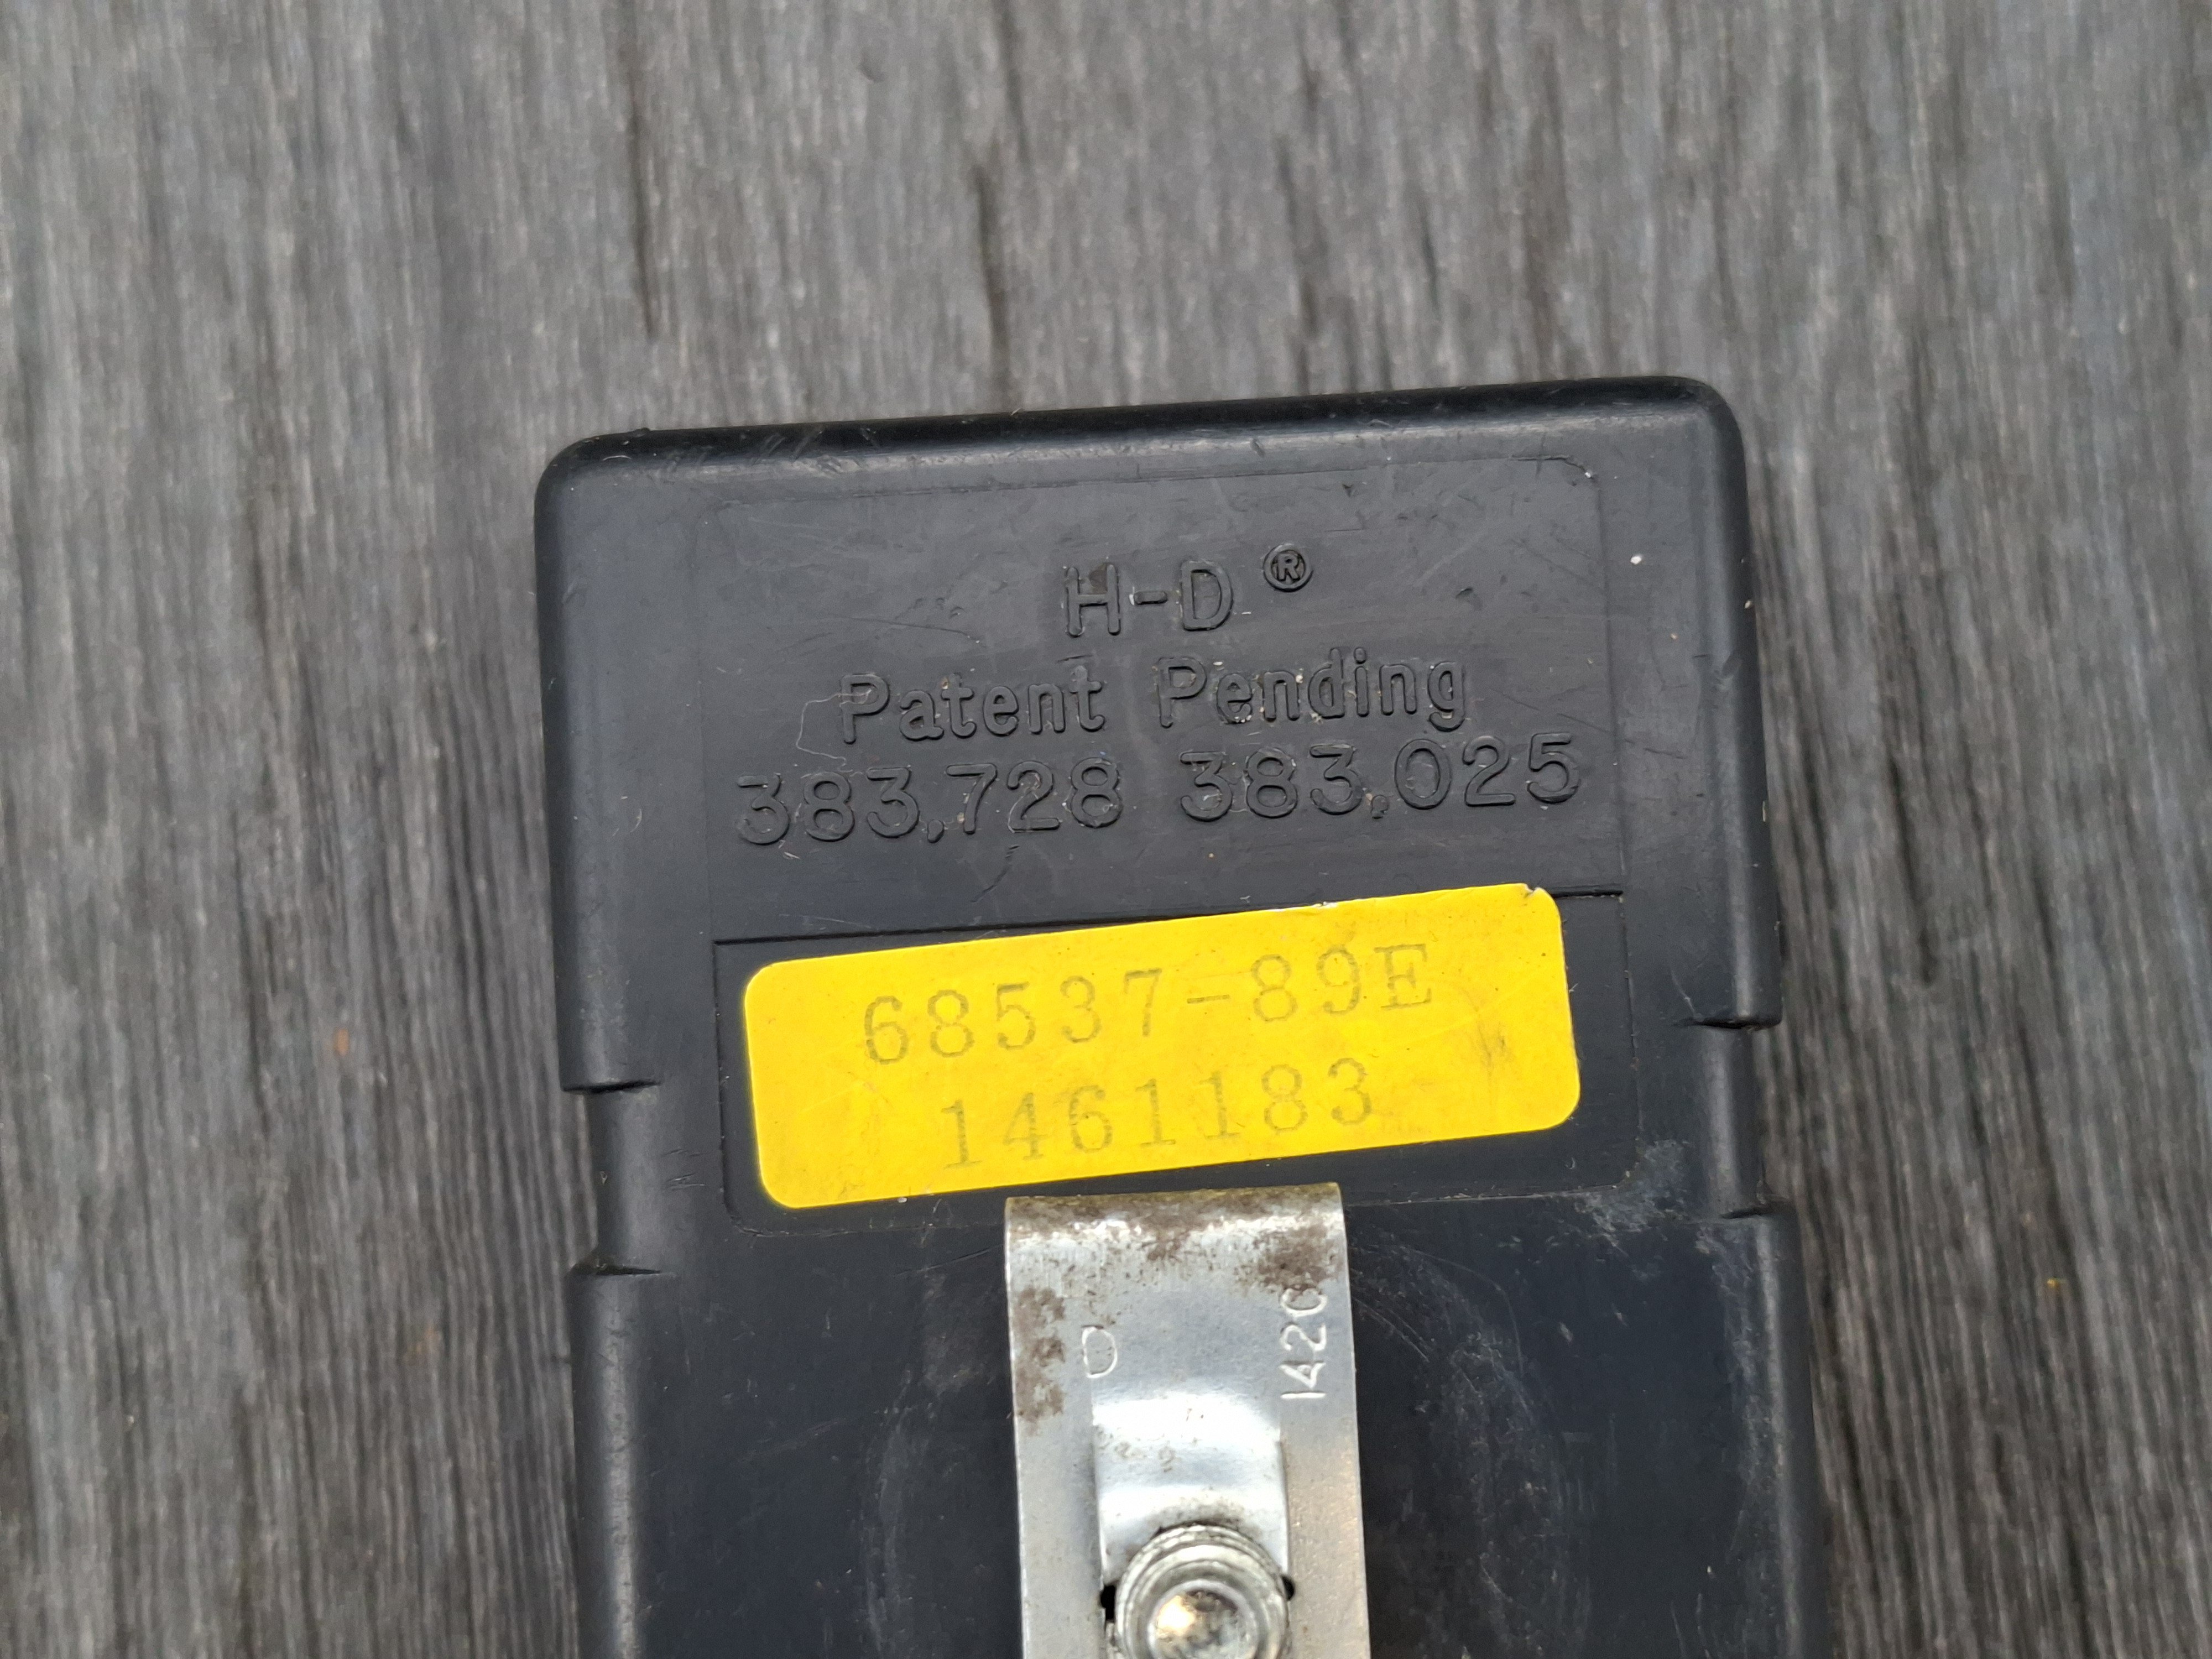 H-D ®
Patent Pending
383,728 383,025
68537-89E
1461183
D
1420